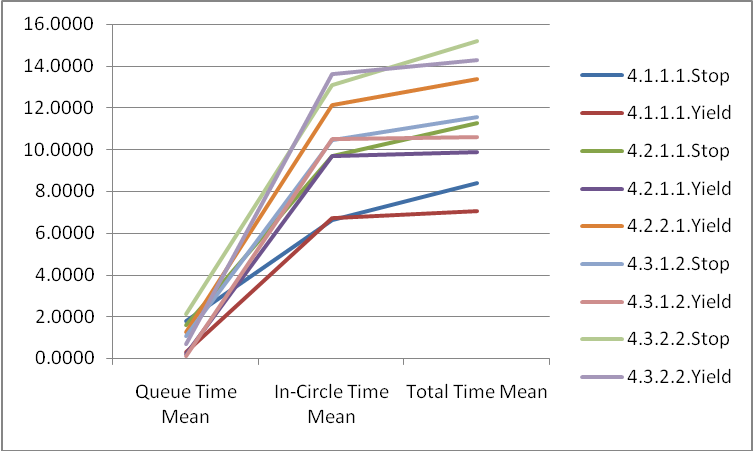 16.0000
14.0000
12.0000
10.0000
8.0000
6.0000
4.0000
2.0000
0.0000
Queue Time
Mean
In-Circle Time
Mean
Total Time Mean
4.1.1.1.Stop
4.1.1.1.Yield
4.2.1.1.Stop
4.2.1.1.Yield
4.2.2.1.Yield
4.3.1.2.Stop
4.3.1.2.Yield
4.3.2.2.Stop
4.3.2.2.Yield